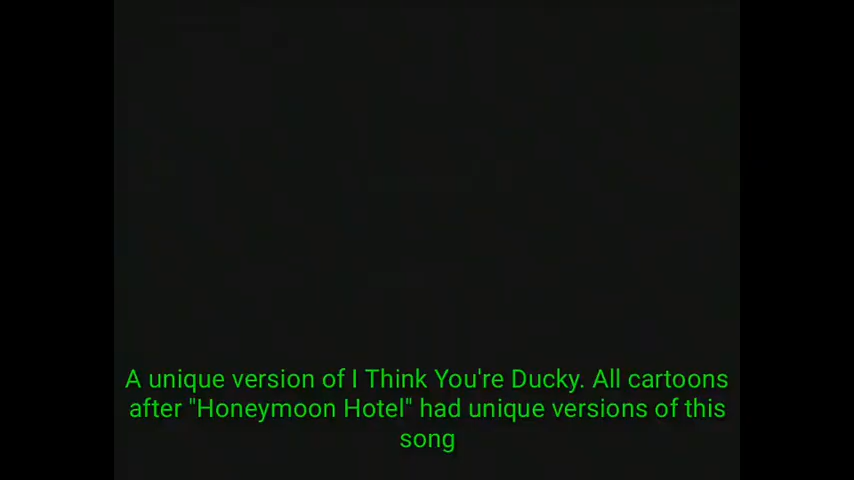 A unique version of I Think You're Ducky. All cartoons
after "Honeymoon Hotel" had unique versions of this
song